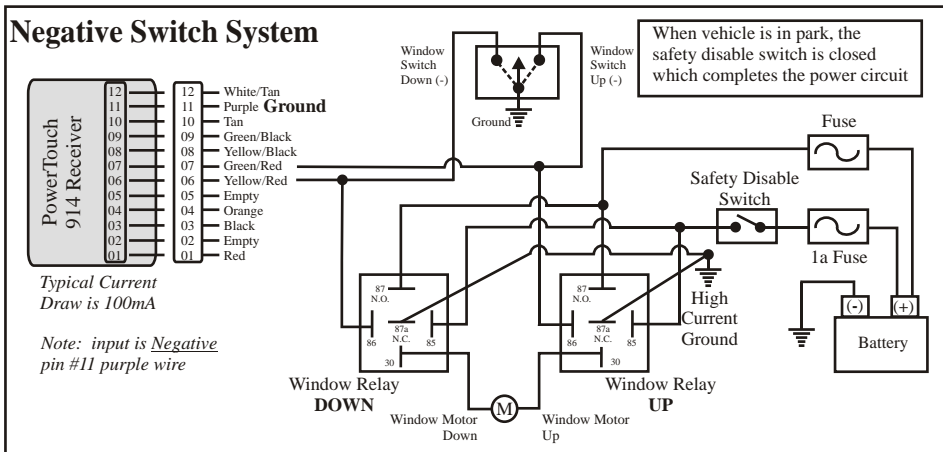 Negative Switch System
PowerTouch
914 Receiver
12 12 White/Tan
11 11 Purple Ground
10 10 Tan
09 09 Green/Black
08 08 Yellow/Black
07 07 Green/Red
06 06 Yellow/Red
05 05 Empty
04 04 Orange
03 03 Black
02 02 Empty
01 01 Red
Typical Current
Draw is 100mA
Note: input is Negative
pin #11 purple wire
Window
Switch
Down (-)
Window
Switch
Up (-)
Ground
When vehicle is in park, the
safety disable switch is closed
which completes the power circuit
Fuse
Safety Disable
Switch
1a Fuse
High
Current
Ground
(-) (+)
Battery
87
N.O.
87a
N.C.
86
85
30
Window Relay
DOWN
87
N.O.
87a
N.C.
86
85
30
Window Relay
UP
Window Motor
Down
M
Window Motor
Up